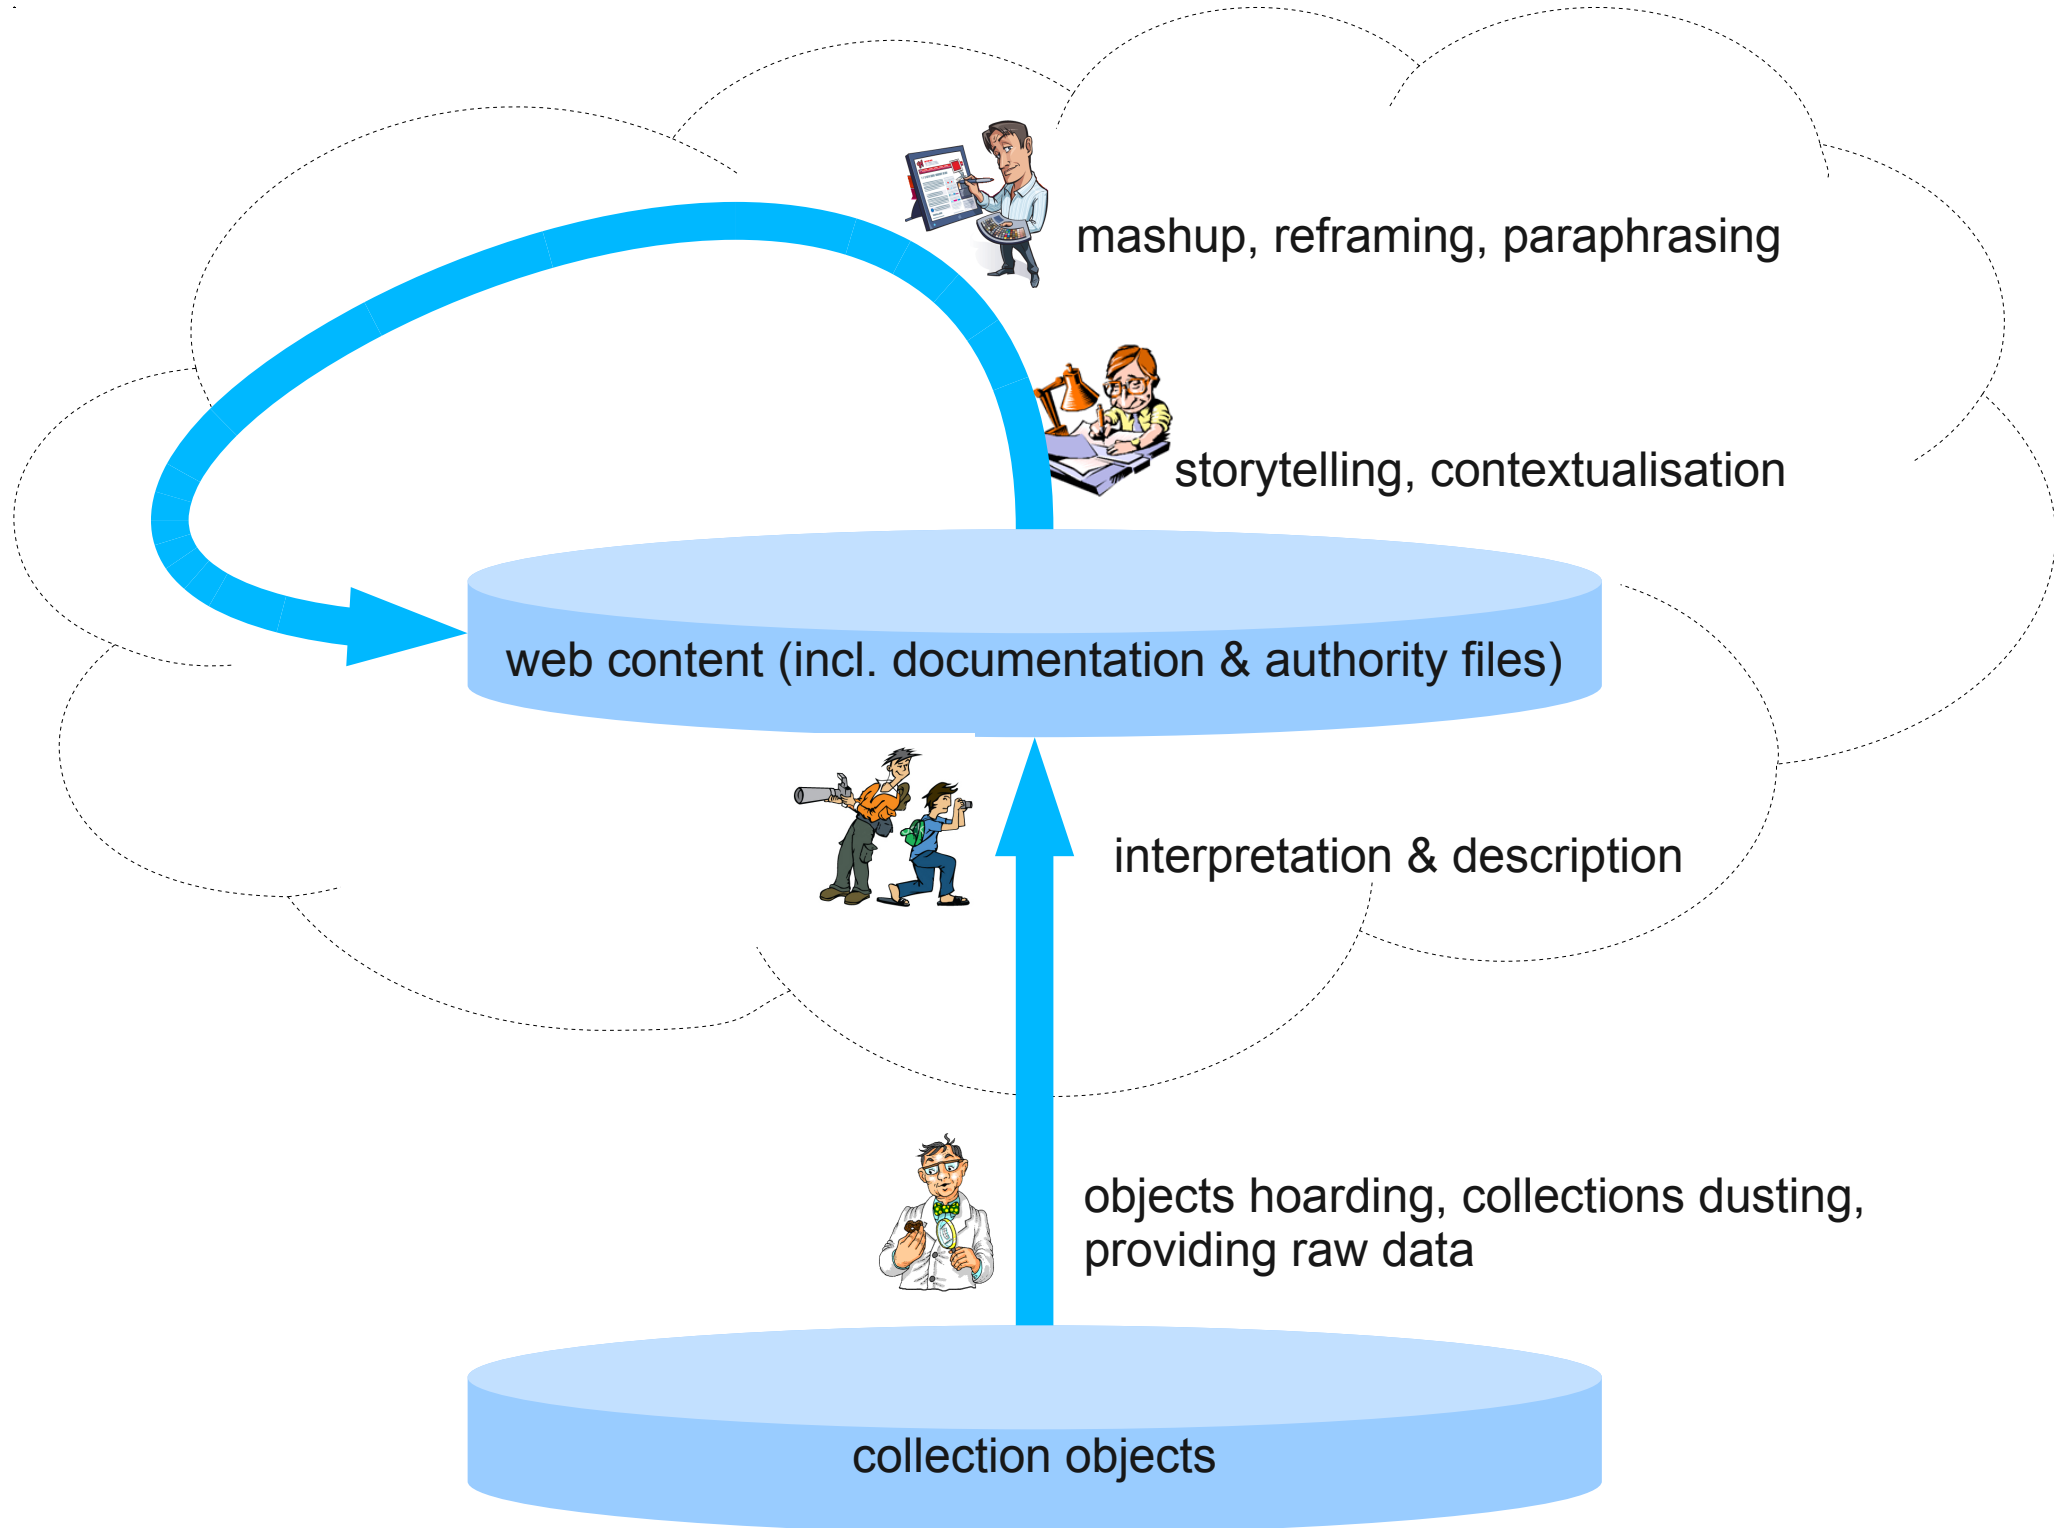 mashup, reframing, paraphrasing
storytelling, contextualisation
web content (incl. documentation & authority files)
interpretation & description
objects hoarding, collections dusting,
providing raw data
collection objects